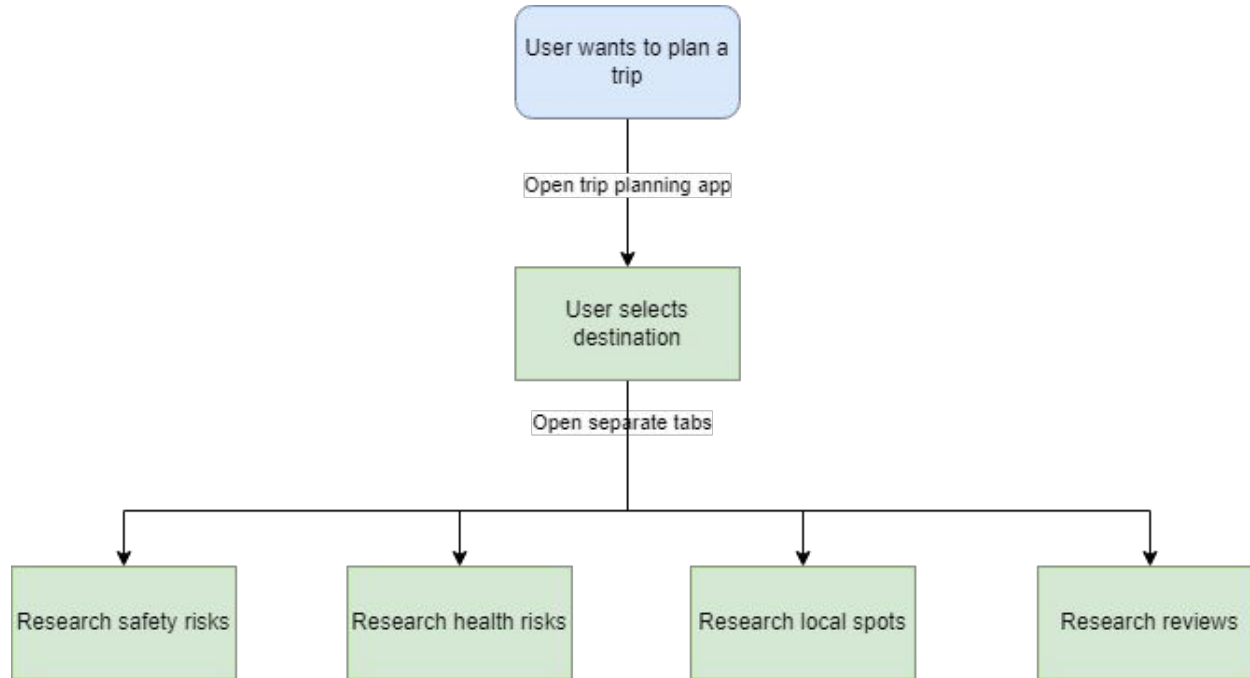 User wants to plan a
trip
Open trip planning app
User selects
destination
Open separate tabs
Research safety risks
Research health risks
Research local spots
Research reviews